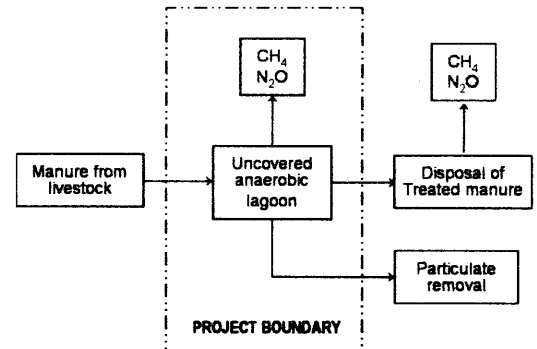 CH₄
N₂O
CH₄
N₂O
Manure from
livestock
Uncovered
anaerobic
lagoon
Disposal of
Treated manure
Particulate
removal
PROJECT BOUNDARY